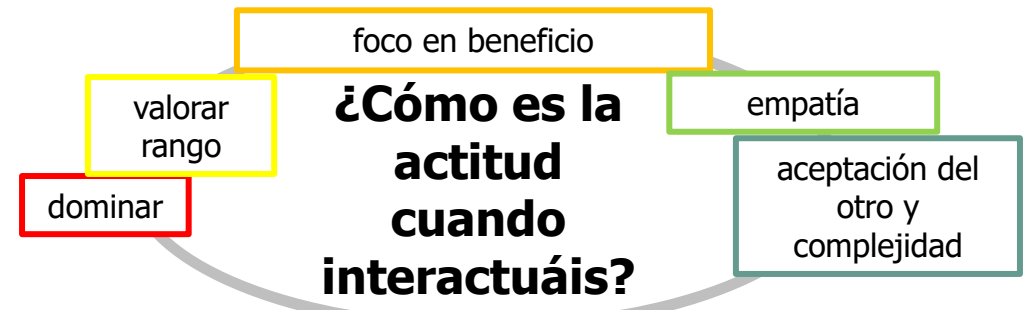 foco en beneficio
valorar
rango
dominar
¿Cómo es la
actitud
cuando
interactuáis?
empatía
aceptación del
otro y
complejidad